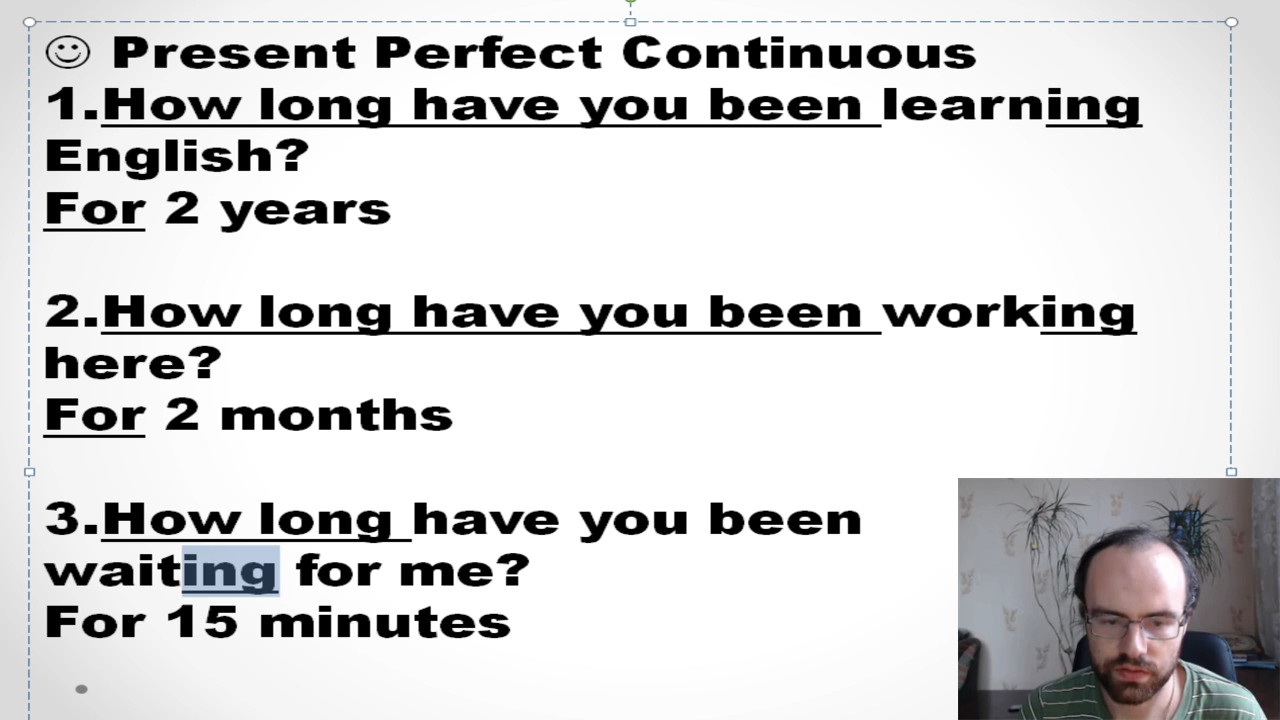 ☺ Present Perfect Continuous
1.How long have you been learning
English?
For 2 years
2.How long have you been working
here?
For 2 months
3.How long have you been
waiting for me?
For 15 minutes